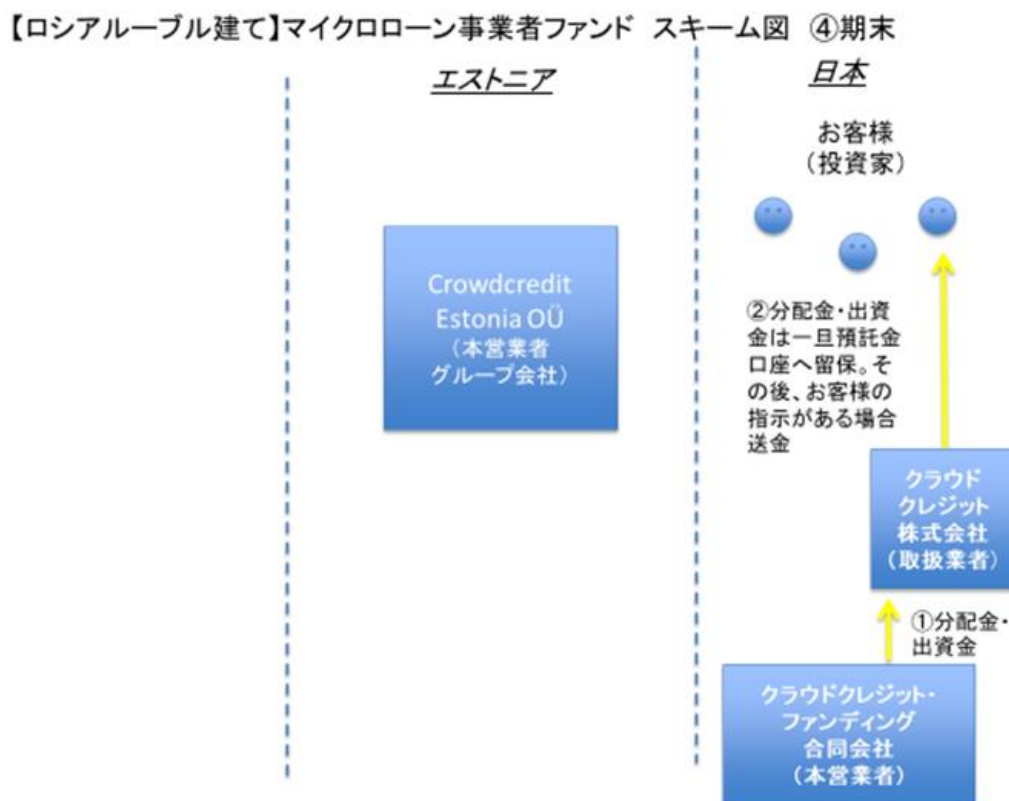 【ロシアルーブル建て】マイクロローン事業者ファンド スキーム図 ④期末
エストニア
日本
お客様
(投資家)
Crowdcredit
Estonia OÜ
(本営業者
グループ会社)
②分配金・出資
金は一旦預託金
口座へ留保。そ
の後、お客様の
指示がある場合
送金
クラウド
クレジット
株式会社
(取扱業者)
①分配金・
出資金
クラウドクレジット・
ファンディング
合同会社
(本営業者)